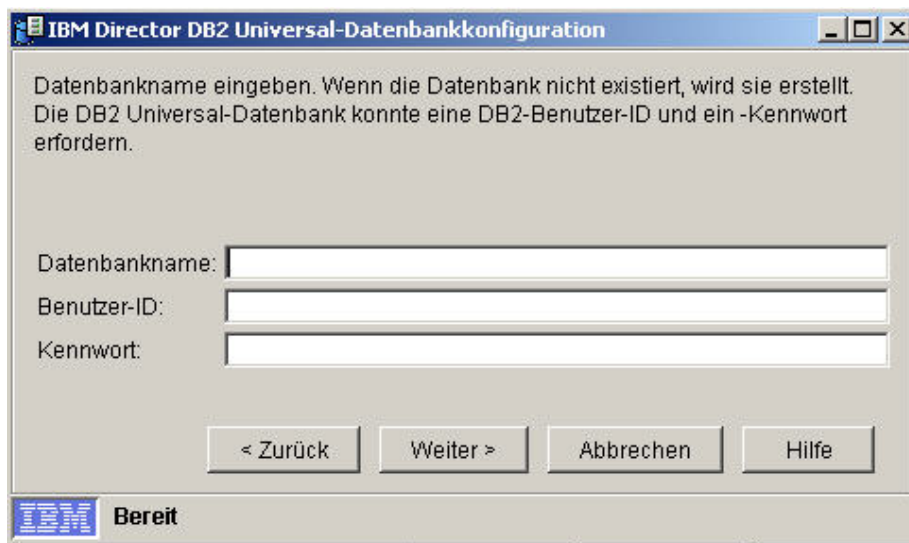 IBM Director DB2 Universal-Datenbankkonfiguration
Datenbankname eingeben. Wenn die Datenbank nicht existiert, wird sie erstellt.
Die DB2 Universal-Datenbank konnte eine DB2-Benutzer-ID und ein -Kennwort
erfordern.
Datenbankname:
Benutzer-ID:
Kennwort:
< Zurück Weiter > Abbrechen Hilfe
IBM Bereit